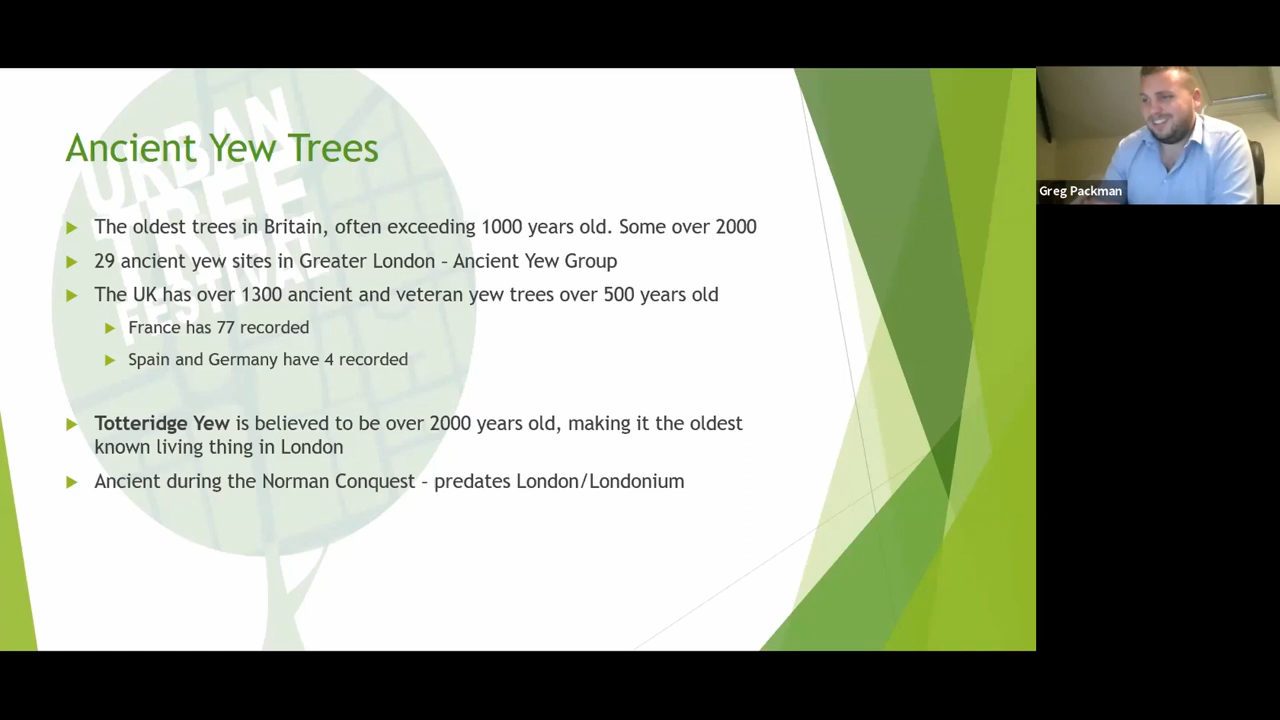 Ancient Yew Trees
The oldest trees in Britain, often exceeding 1000 years old. Some over 2000
29 ancient yew sites in Greater London – Ancient Yew Group
The UK has over 1300 ancient and veteran yew trees over 500 years old
France has 77 recorded
Spain and Germany have 4 recorded
Totteridge Yew is believed to be over 2000 years old, making it the oldest
known living thing in London
Ancient during the Norman Conquest – predates London/Londonium
URBAN
TREE
FESTIVAL
Greg Packman